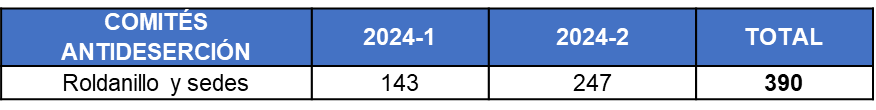 COMITÉS
ANTIDESERCIÓN 2024-1 2024-2 TOTAL
Roldanillo y sedes 143 247 390